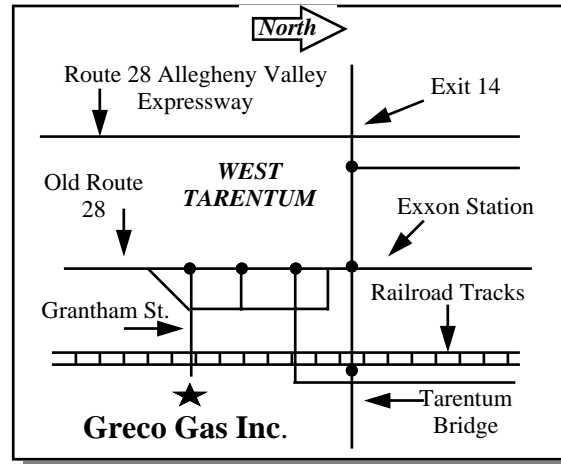 North
Route 28 Allegheny Valley
Expressway
Exit 14
WEST
TARENTUM
Old Route
28
Exxon Station
Grantham St.
Railroad Tracks
Greco Gas Inc.
Tarentum
Bridge